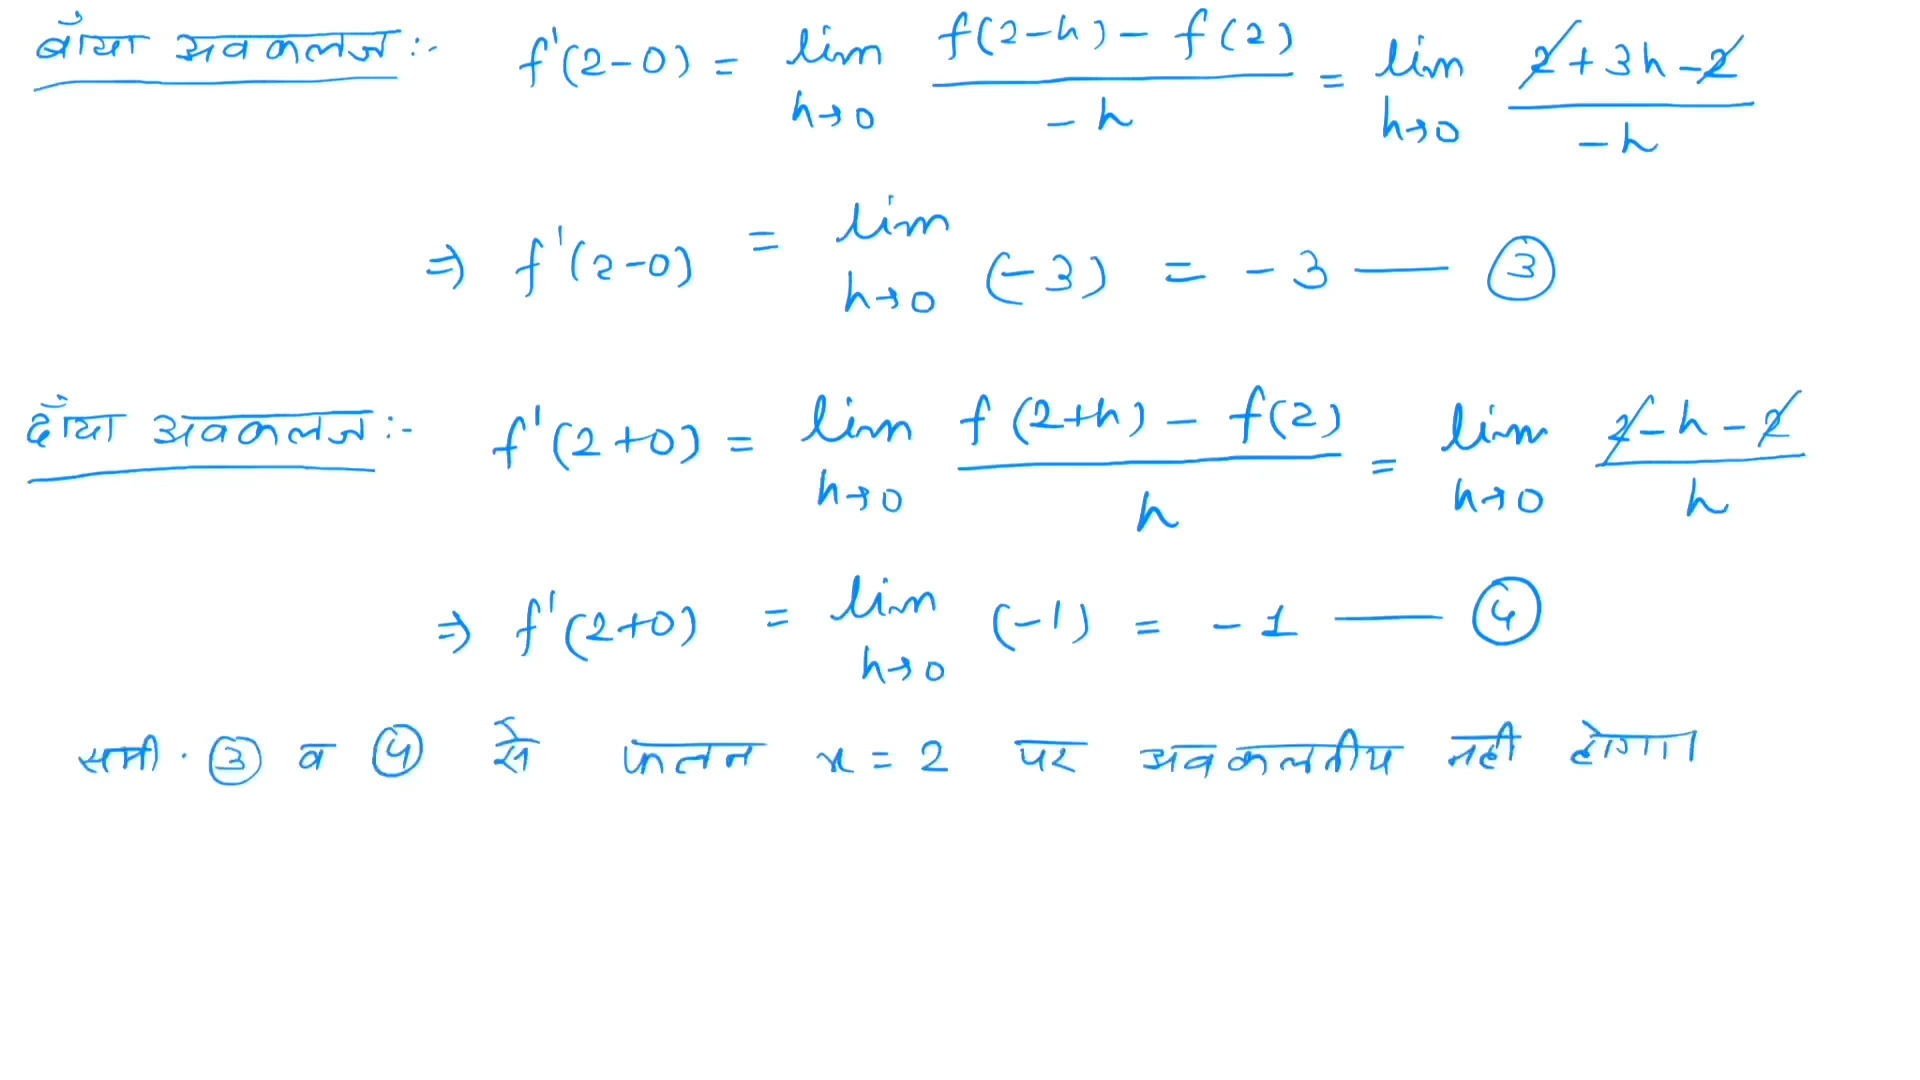 बाँया अवकलज :- f'(2-0) = lim h→0 f(2-h) - f(2) / -h = lim h→0 2+3h-2 / -h
⇒ f'(2-0) = lim h→0 (-3) = -3 — ③
दाँया अवकलज :- f'(2+0) = lim h→0 f(2+h) - f(2) / h = lim h→0 2-h-2 / h
⇒ f'(2+0) = lim h→0 (-1) = -1 — ④
समी. ③ व ④ से फलन x = 2 पर अवकलनीय नही होगा।